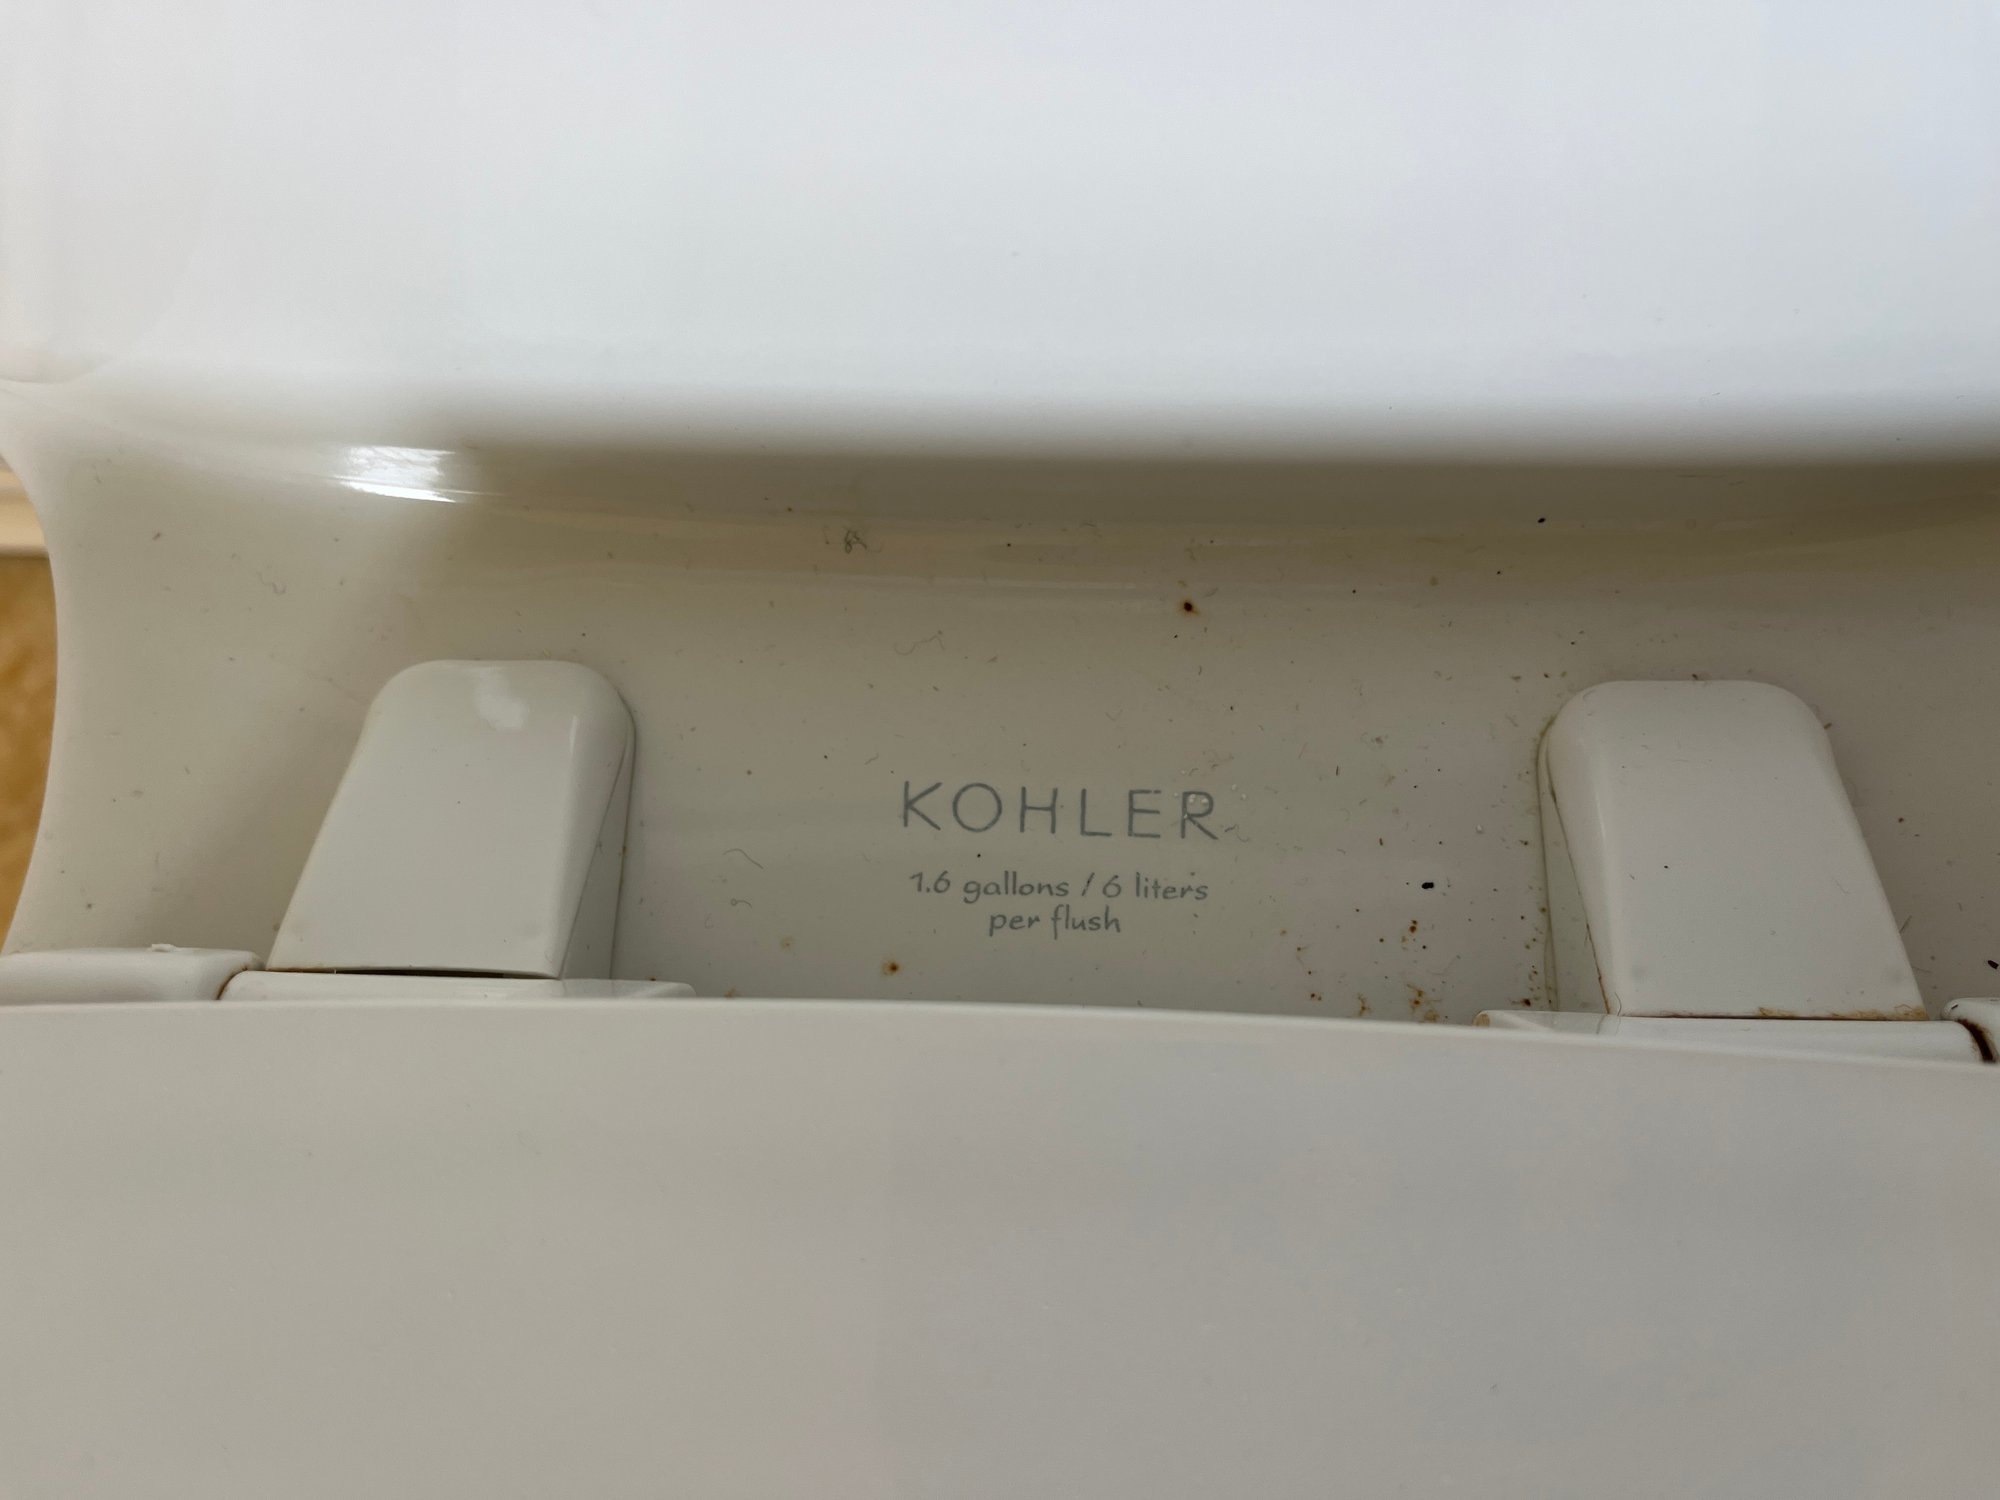 KOHLER
1.6 gallons / 6 liters
per flush